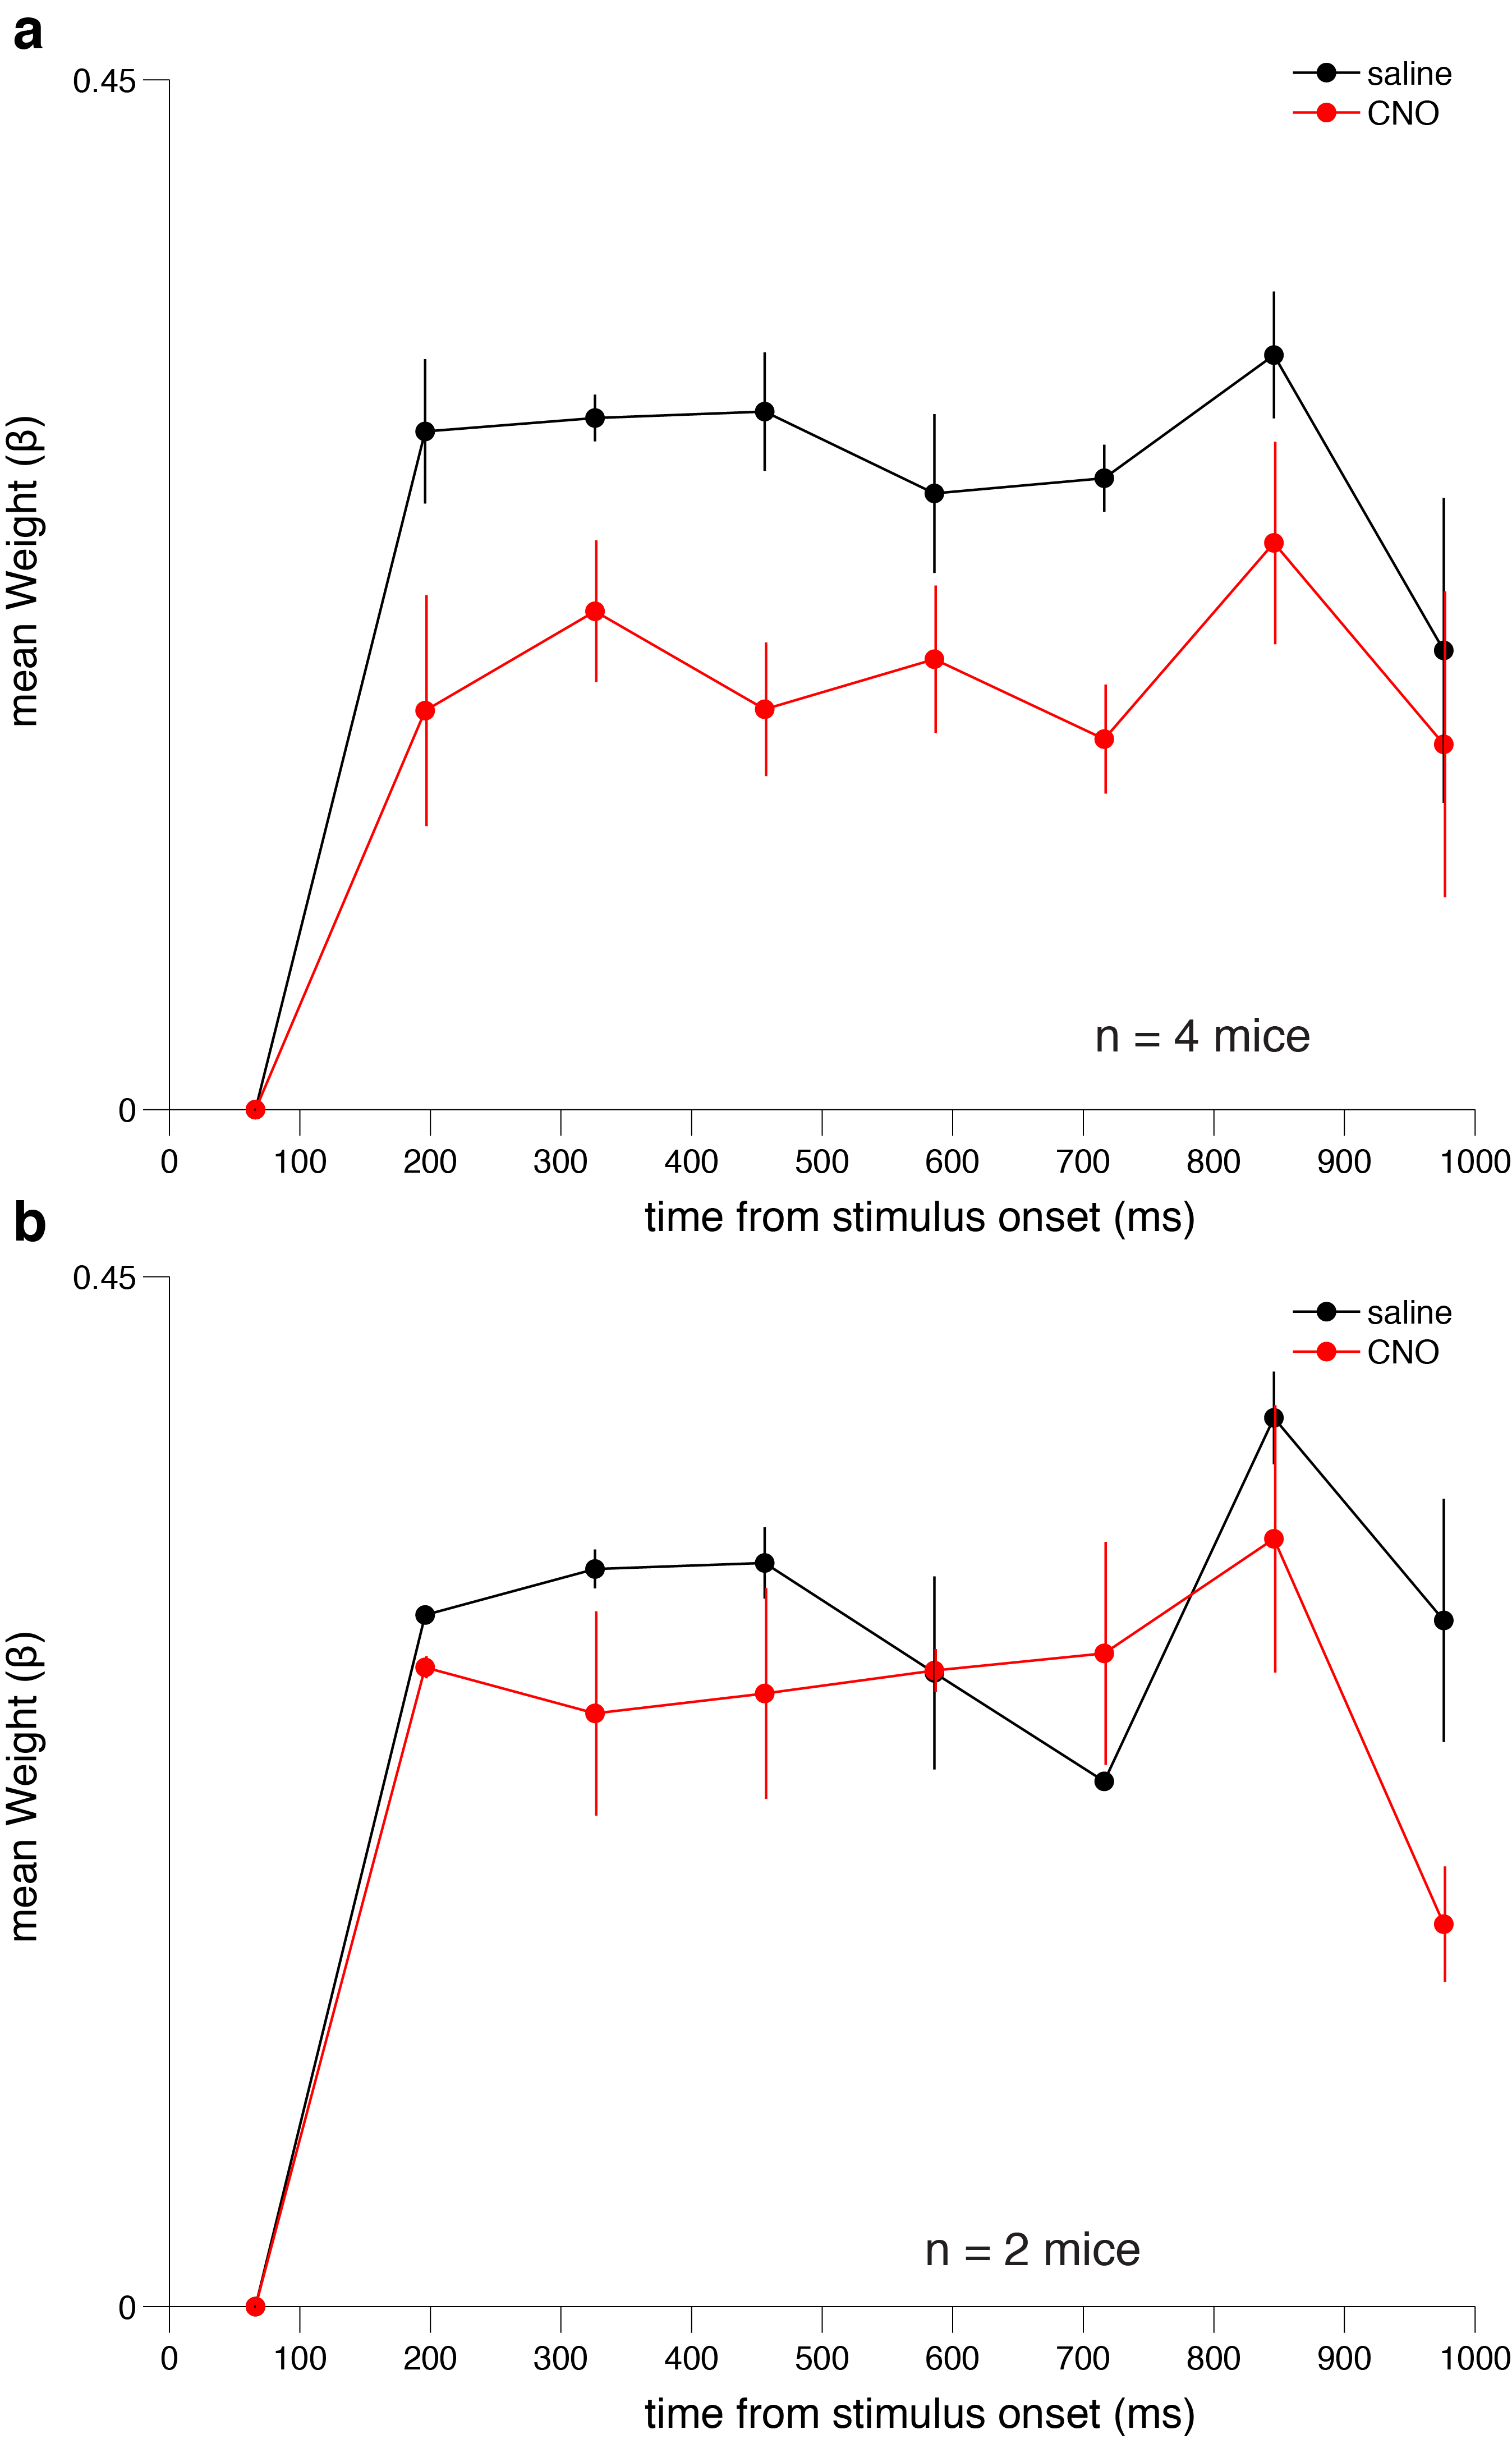 a
0.45
saline
CNO
mean Weight (β)
n = 4 mice
0
0 100 200 300 400 500 600 700 800 900 1000
time from stimulus onset (ms)
b
0.45
saline
CNO
mean Weight (β)
n = 2 mice
0
0 100 200 300 400 500 600 700 800 900 1000
time from stimulus onset (ms)